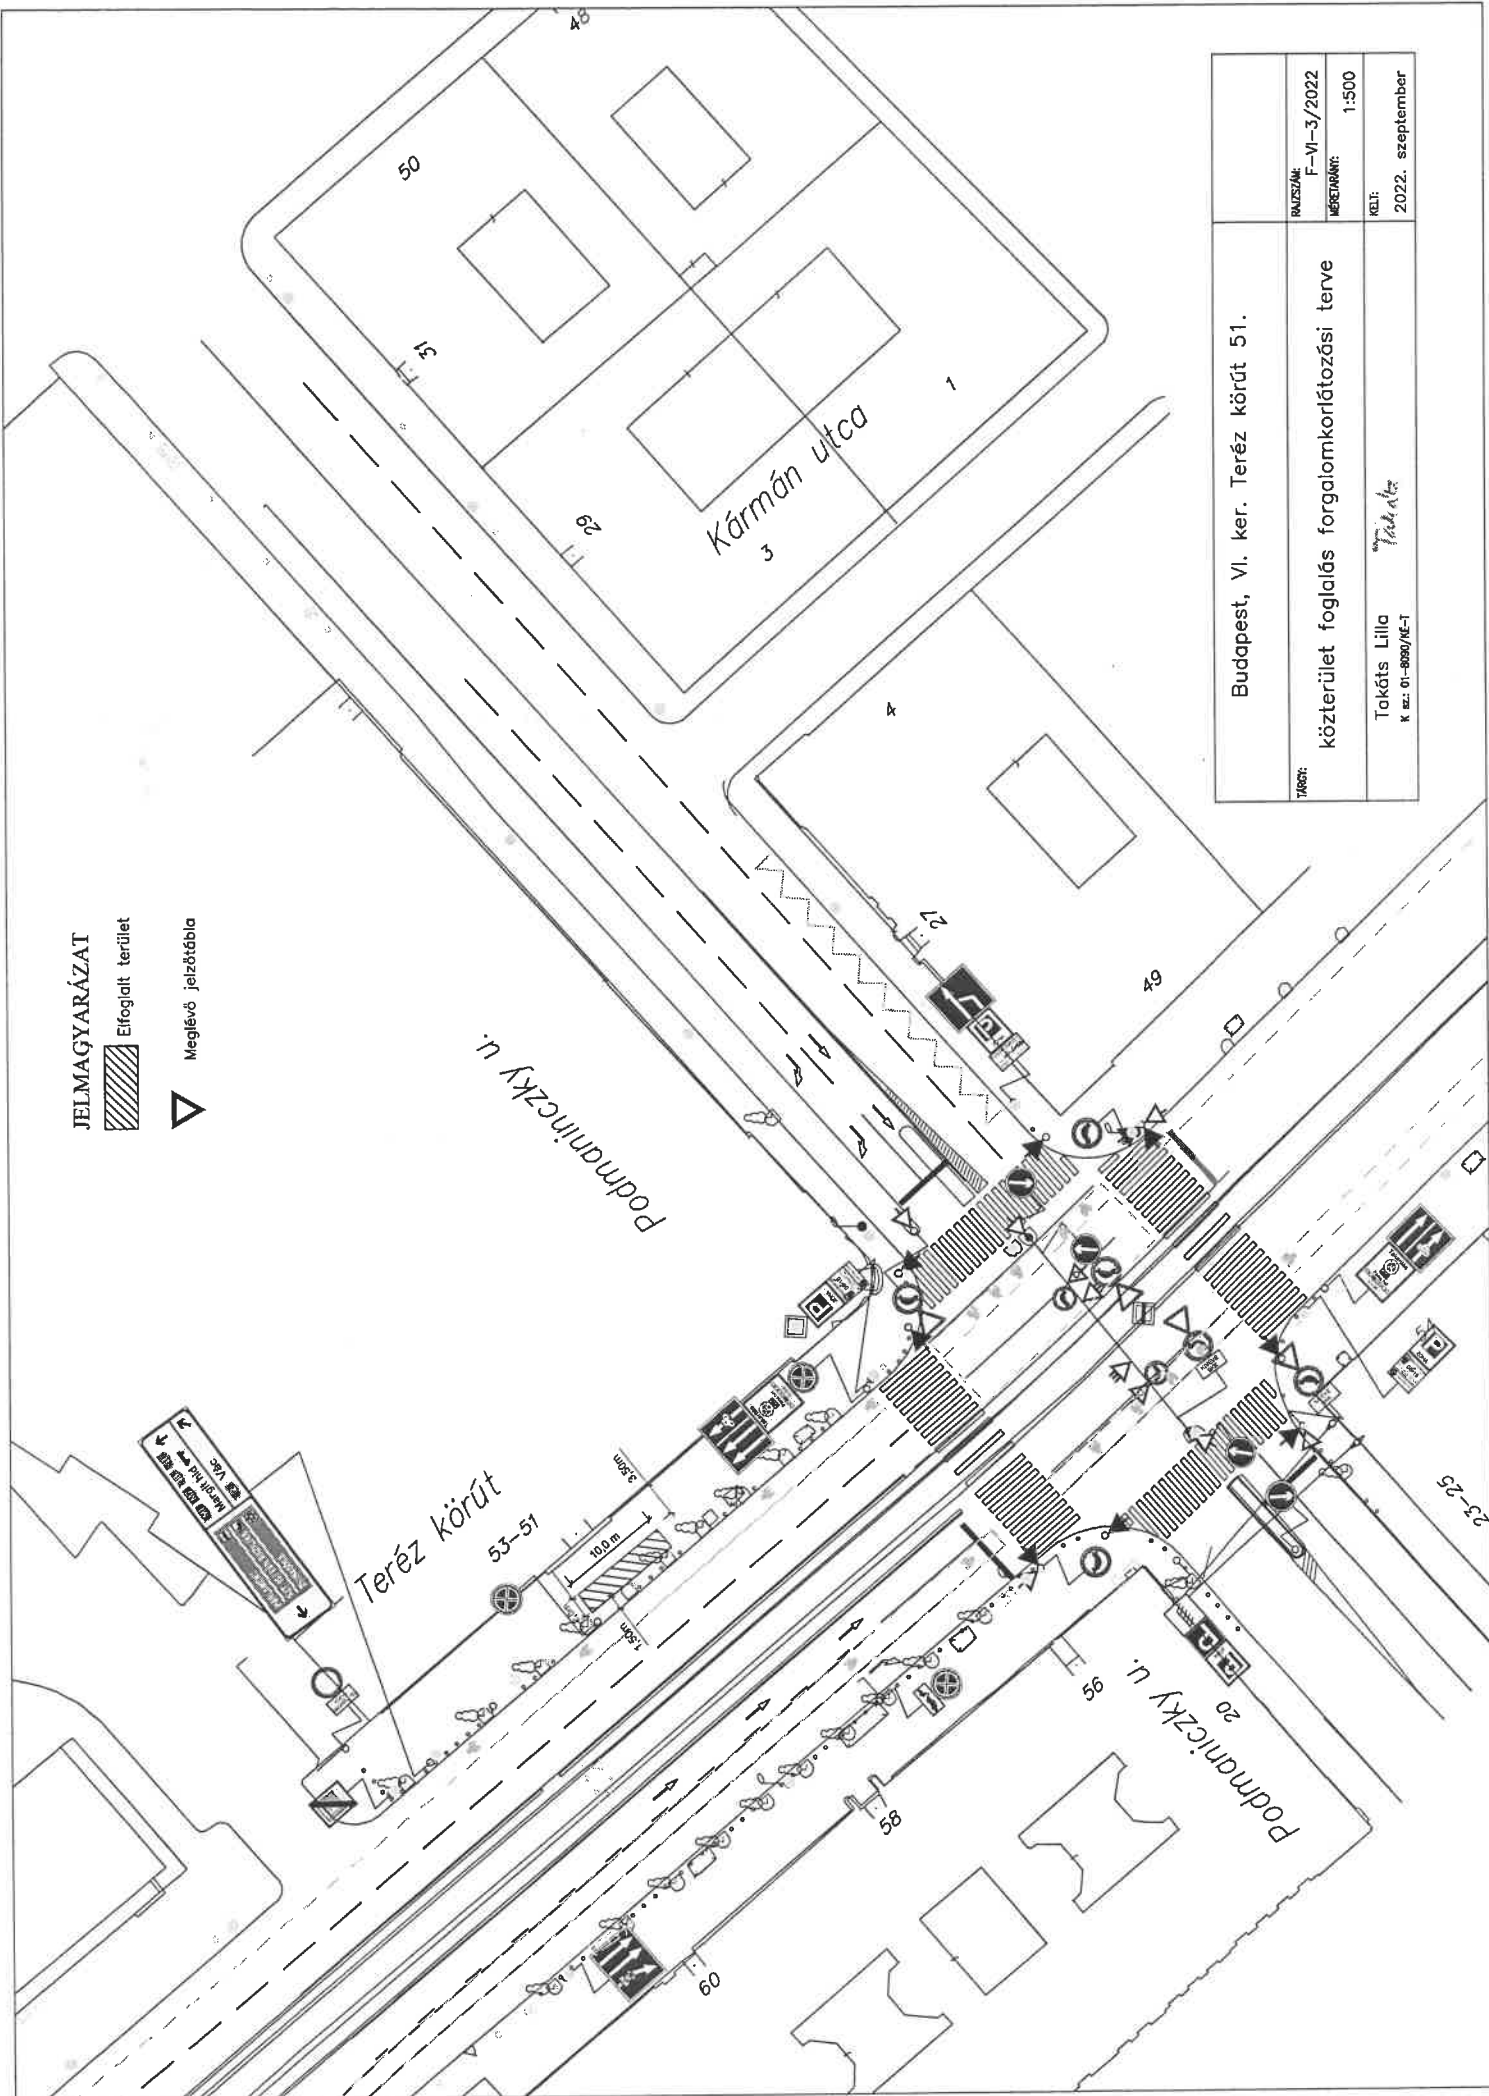 JELMAGYARÁZAT
Elfoglalt terület
Meglévő jelzőtábla
Podmaninczky u.
Teréz körút
53-51
10,0 m
3,50m
1,50m
Margit híd
Vác
Kármán utca
48
50
31
29
3
1
4
27
49
23-25
Podmaniczky u.
20
56
58
60
Budapest, VI. ker. Teréz körút 51.
TÁRGY:
közterület foglalás forgalomkorlátozási terve
RAJZSZÁM:
F-VI-3/2022
MÉRETARÁNY:
1:500
Takáts Lilla
K sz.: 01-8090/KÉ-T
KELT:
2022. szeptember